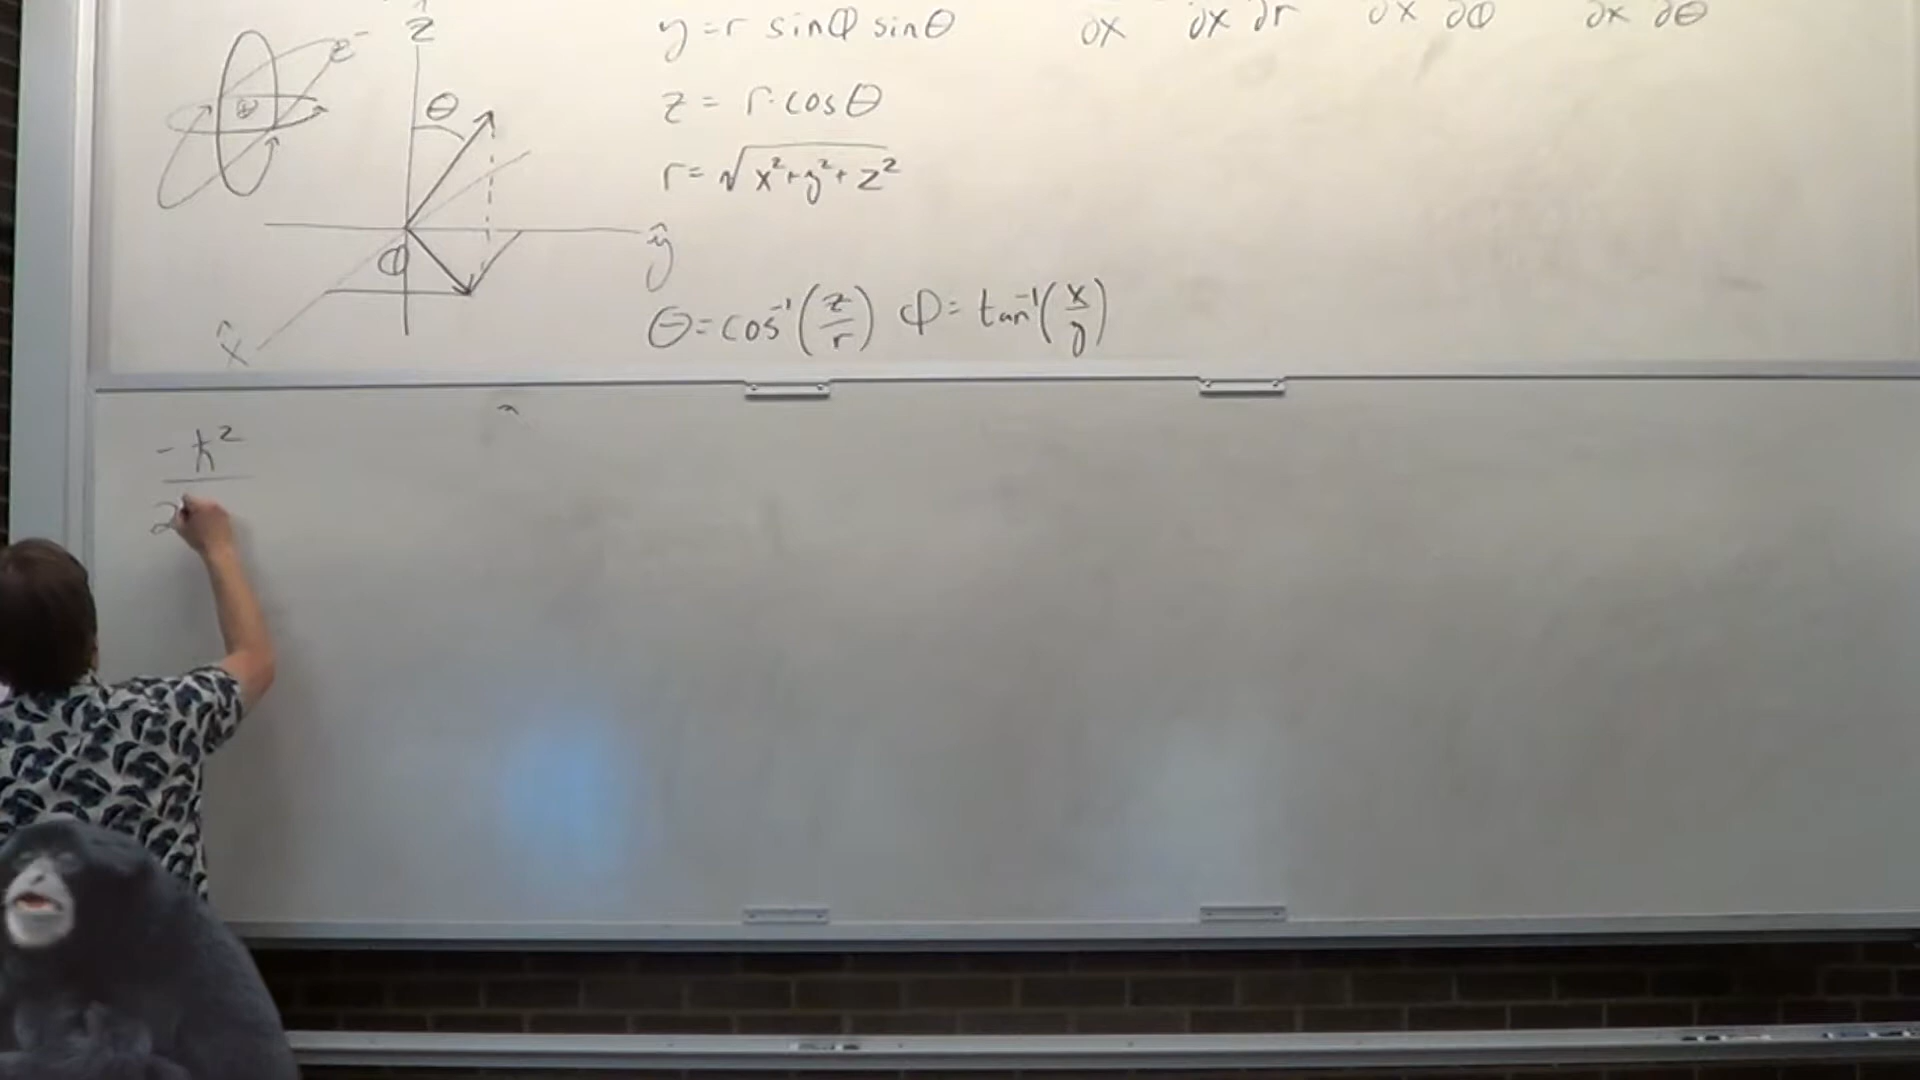 e⁻
ẑ
θ
Φ
ŷ
x̂
y = r sinΦ sinθ
z = r·cosθ
r = √(x²+y²+z²)
θ = cos⁻¹(z/r) Φ = tan⁻¹(x/y)
∂x ∂x ∂r ∂x ∂Φ ∂x ∂θ
-ħ²
2